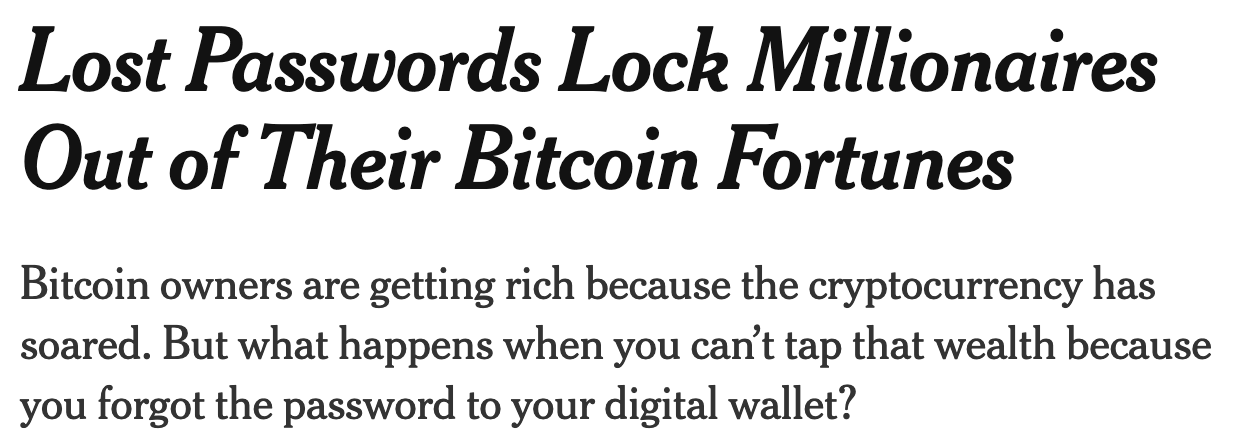 Lost Passwords Lock Millionaires
Out of Their Bitcoin Fortunes
Bitcoin owners are getting rich because the cryptocurrency has
soared. But what happens when you can’t tap that wealth because
you forgot the password to your digital wallet?